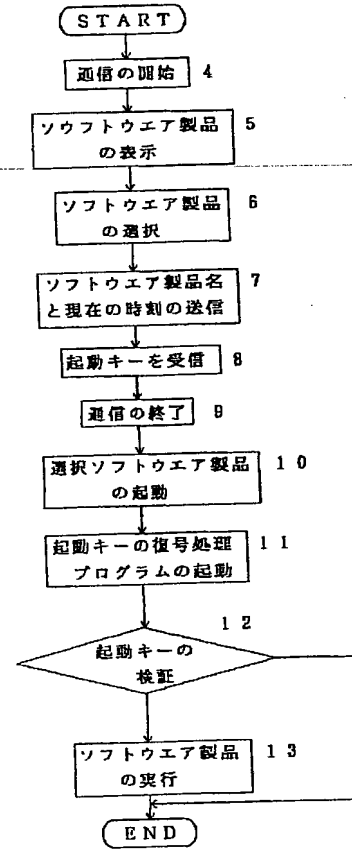 START
通信の開始 4
ソウフトウエア製品 5
の表示
ソフトウエア製品 6
の選択
ソフトウエア製品名 7
と現在の時刻の送信
起動キーを受信 8
通信の終了 9
選択ソフトウエア製品 10
の起動
起動キーの復号処理 11
プログラムの起動
12
起動キーの
検証
ソフトウエア製品 13
の実行
END